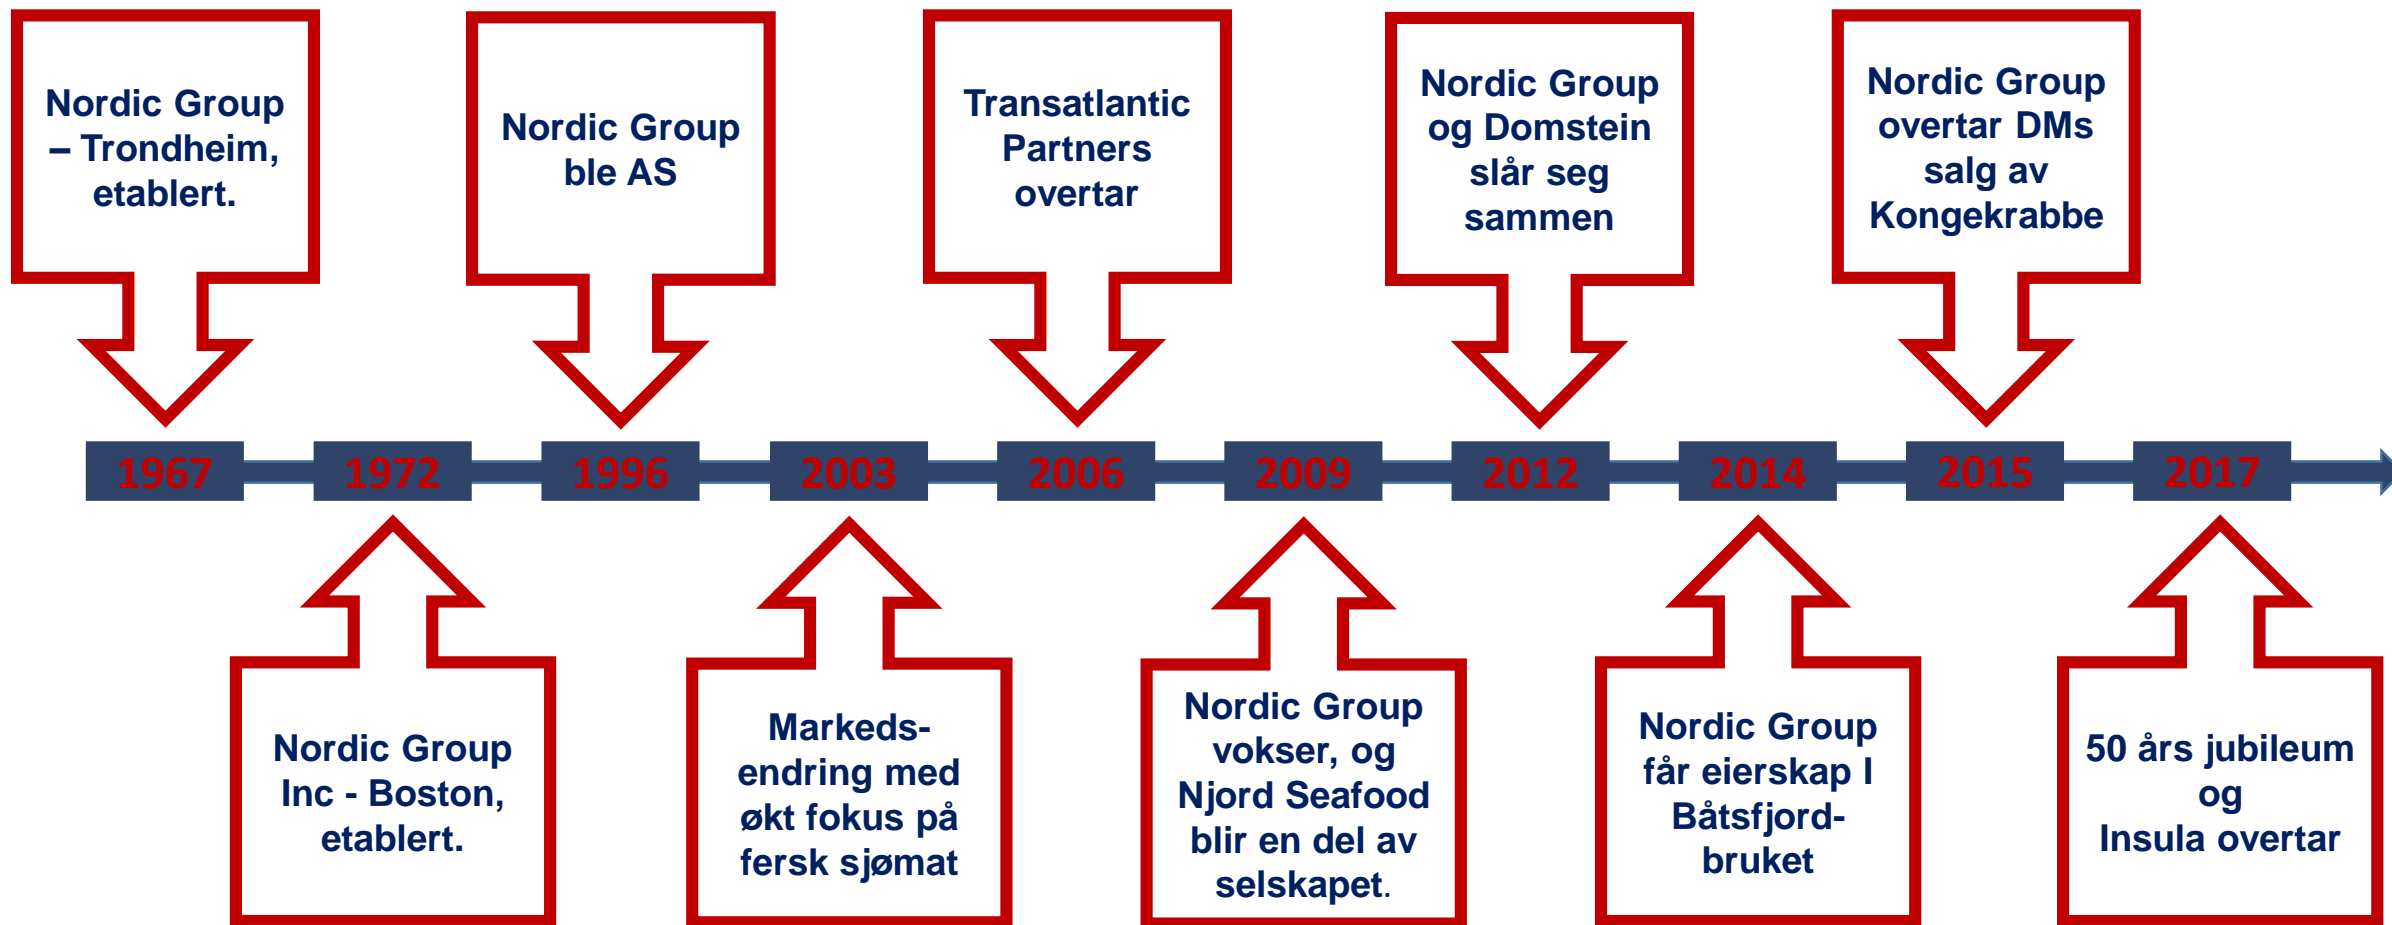 Nordic Group
– Trondheim,
etablert.
Nordic Group
ble AS
Transatlantic
Partners
overtar
Nordic Group
og Domstein
slår seg
sammen
Nordic Group
overtar DMs
salg av
Kongekrabbe
1967
1972
1996
2003
2006
2009
2012
2014
2015
2017
Nordic Group
Inc - Boston,
etablert.
Markeds-
endring med
økt fokus på
fersk sjømat
Nordic Group
vokser, og
Njord Seafood
blir en del av
selskapet.
Nordic Group
får eierskap I
Båtsfjord-
bruket
50 års jubileum
og
Insula overtar